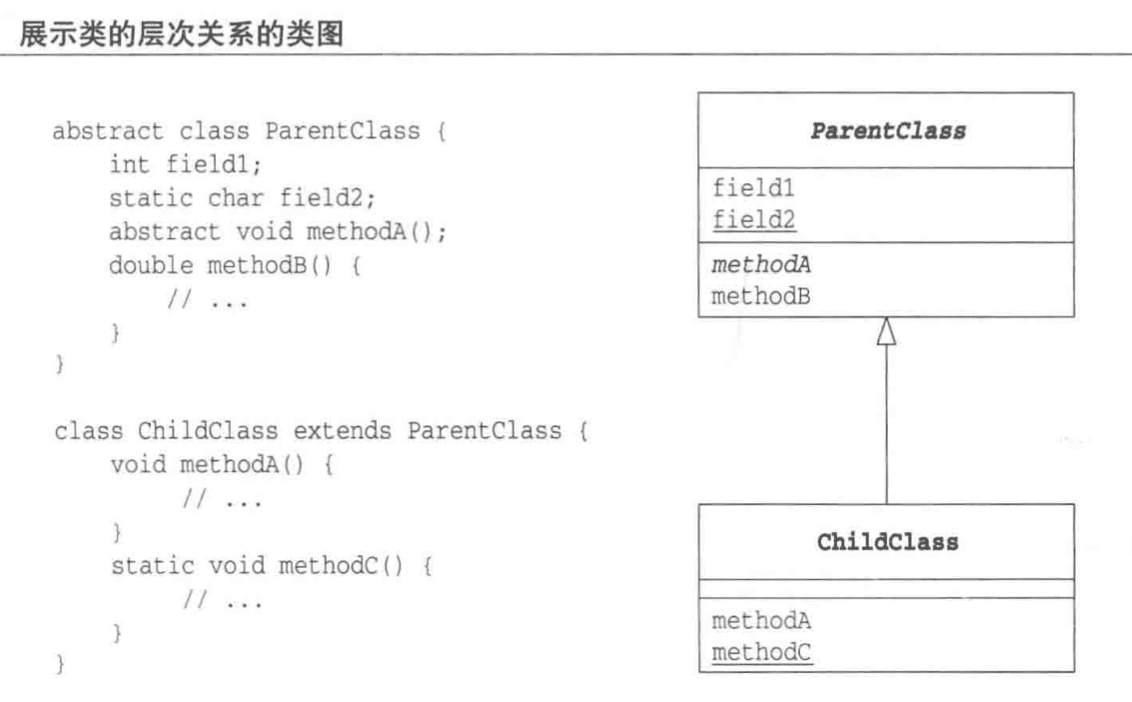 展示类的层次关系的类图
abstract class ParentClass {
int field1;
static char field2;
abstract void methodA();
double methodB() {
// ...
}
}
class ChildClass extends ParentClass {
void methodA() {
// ...
}
static void methodC() {
// ...
}
}
ParentClass
field1
field2
methodA
methodB
ChildClass
methodA
methodC